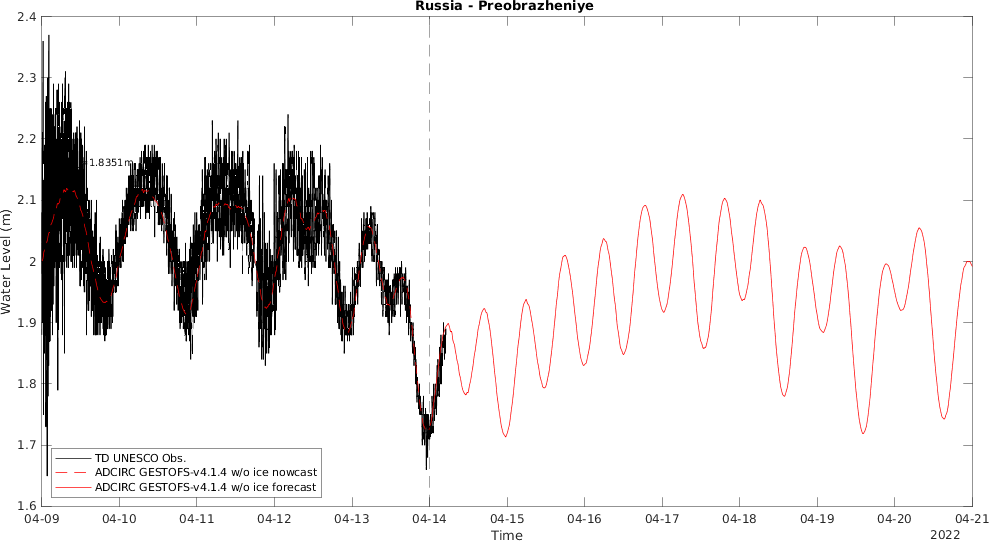 Russia - Preobrazheniye
2.4
2.3
2.2
2.1
2
1.9
1.8
1.7
1.6
Water Level (m)
1.8351m
TD UNESCO Obs.
ADCIRC GESTOFS-v4.1.4 w/o ice nowcast
ADCIRC GESTOFS-v4.1.4 w/o ice forecast
04-09 04-10 04-11 04-12 04-13 04-14 04-15 04-16 04-17 04-18 04-19 04-20 04-21
Time
2022